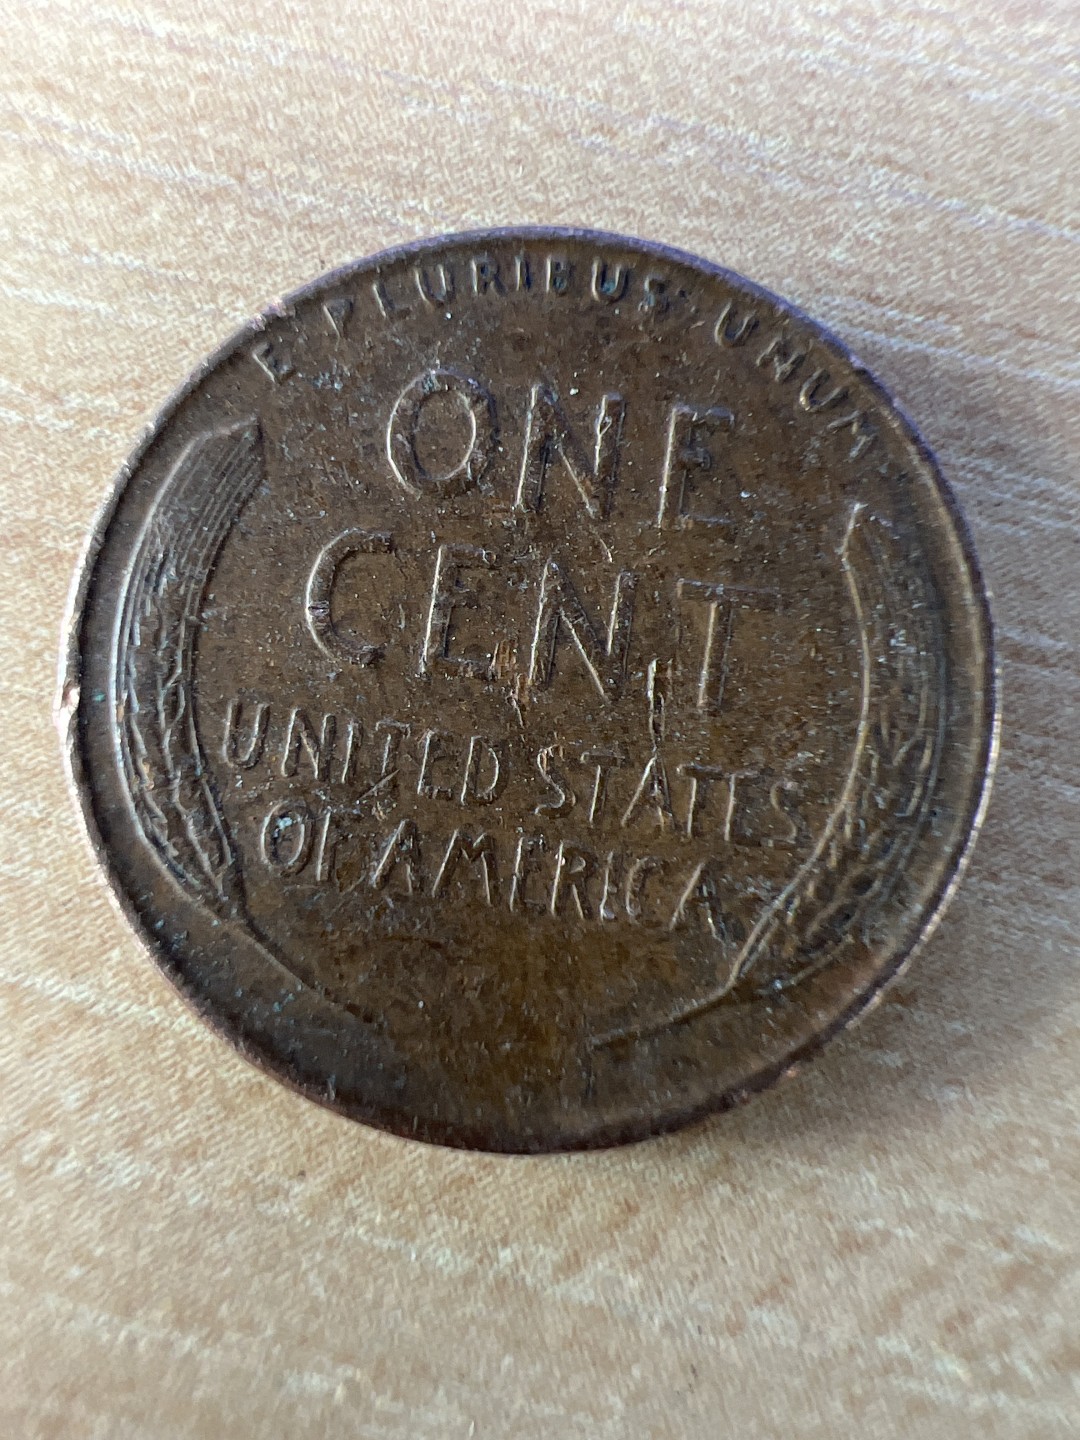 E PLURIBUS UNUM
ONE
CENT
UNITED STATES
OF AMERICA